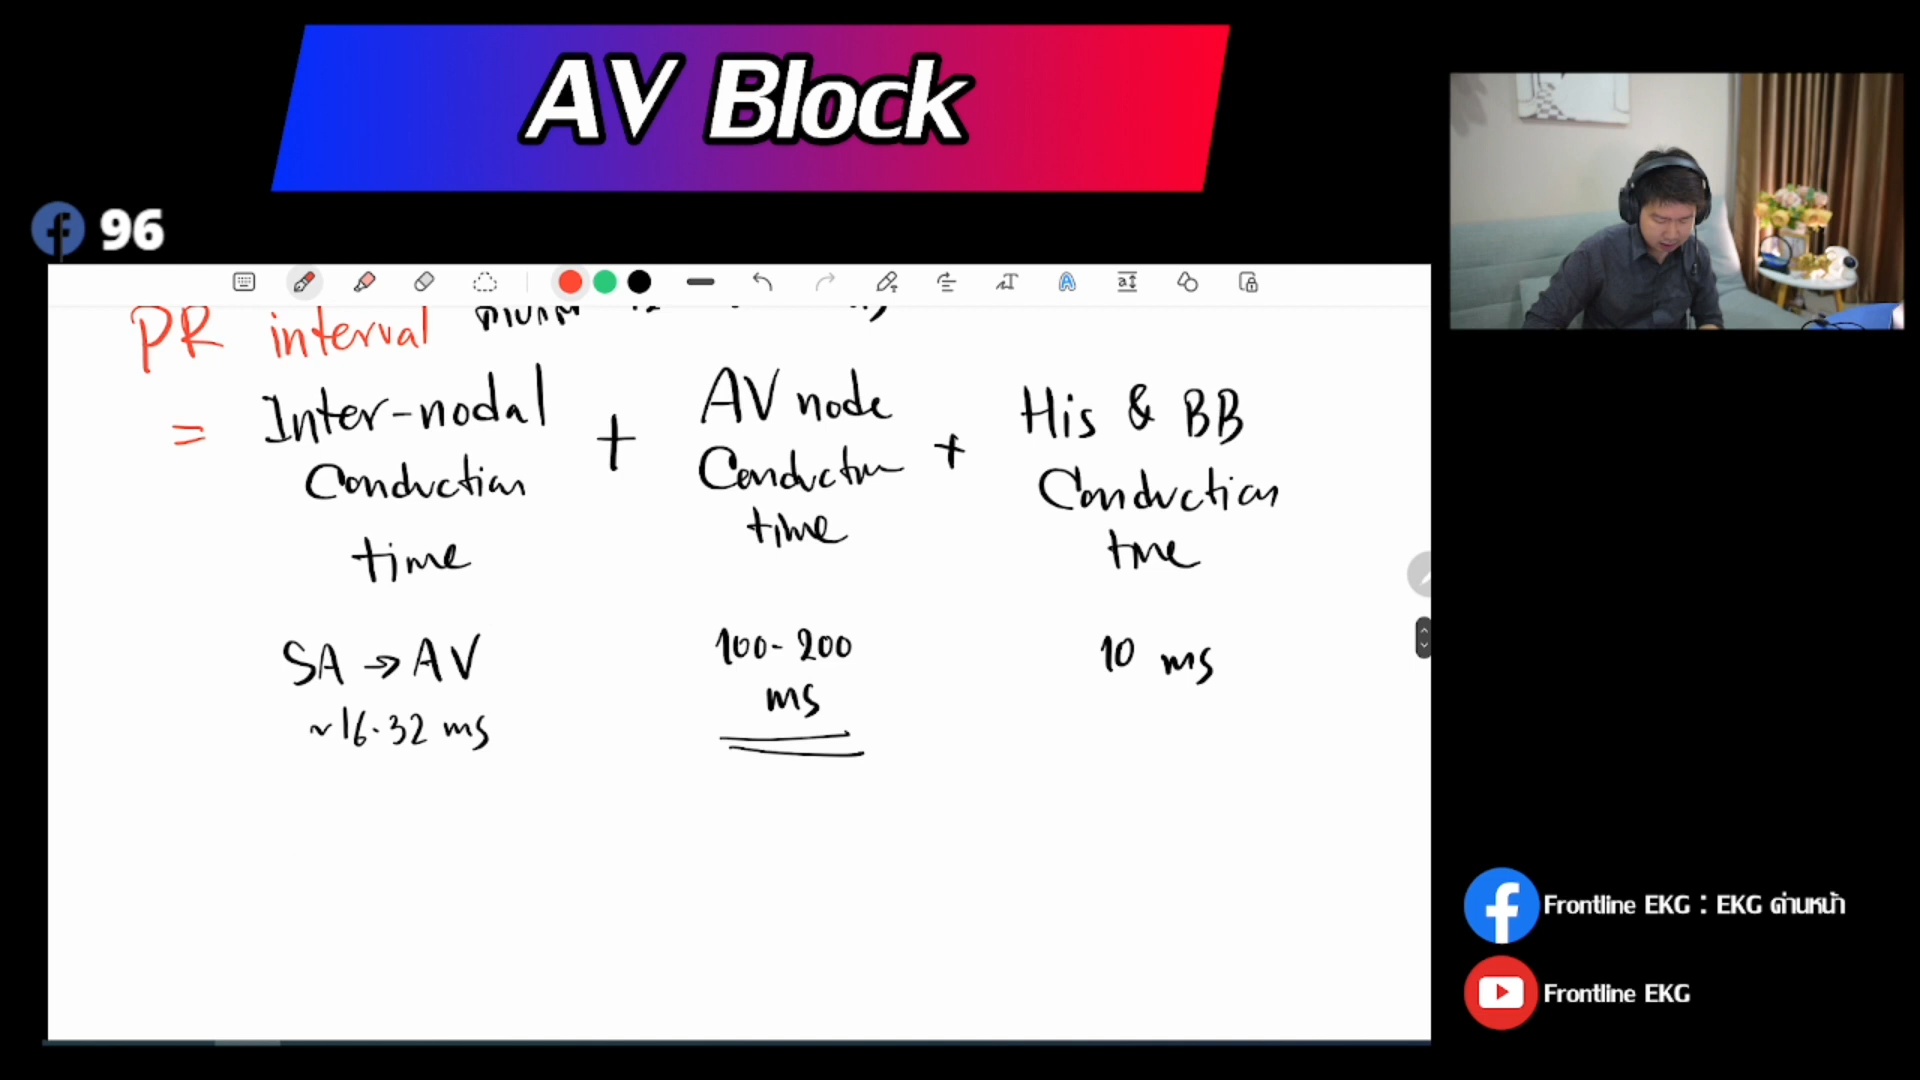 AV Block
96
PR interval
= Inter-nodal + AV node + His & BB
Conduction Conduction Conduction
time time time
SA → AV 100-200 10 ms
~16-32 ms ms
Frontline EKG : EKG ด่านหน้า
Frontline EKG